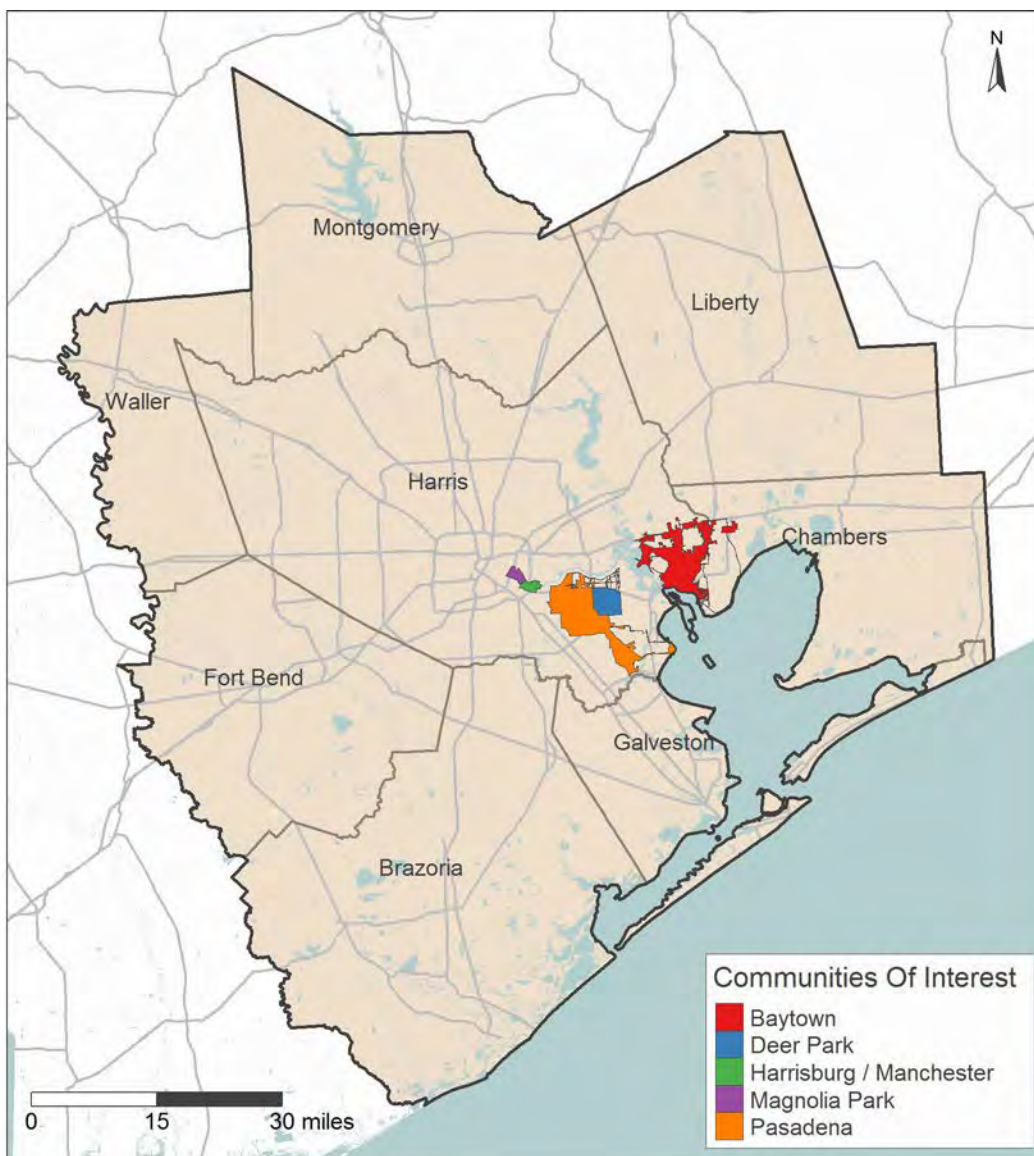 N
Montgomery
Liberty
Waller
Harris
Chambers
Fort Bend
Galveston
Brazoria
Communities Of Interest
Baytown
Deer Park
Harrisburg / Manchester
Magnolia Park
Pasadena
0 15 30 miles